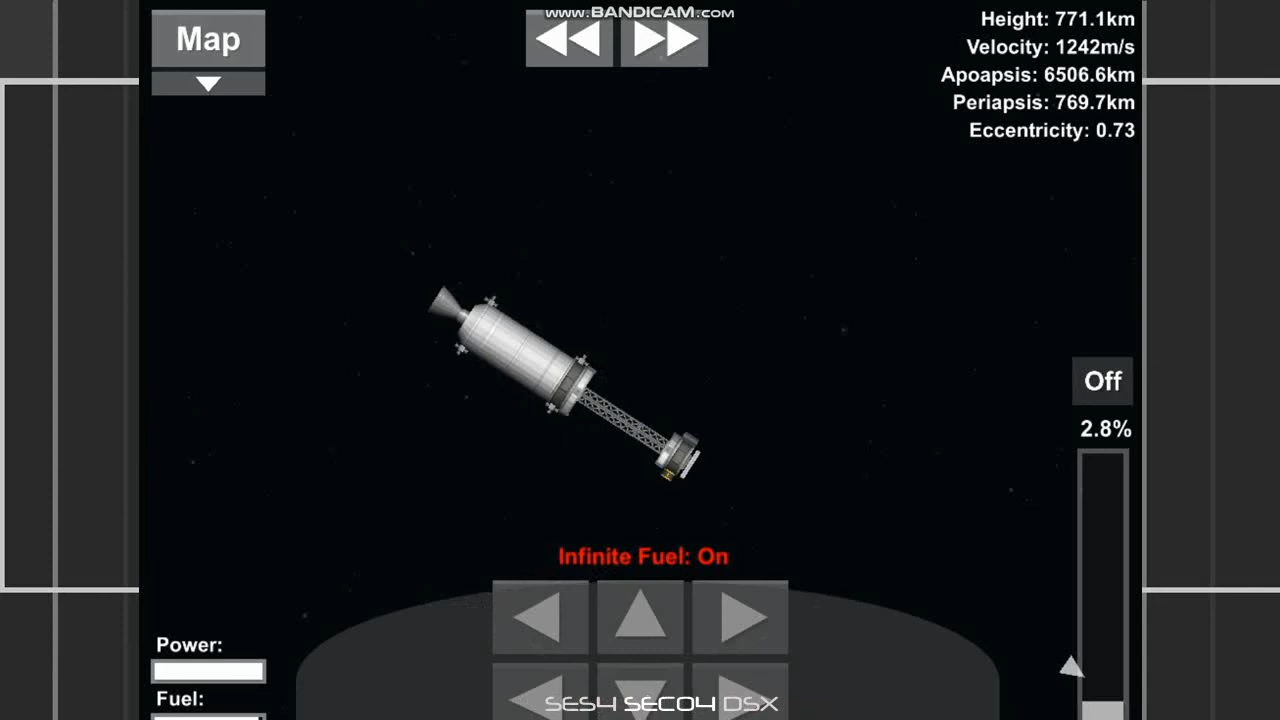 www.BANDICAM.com
Map
Height: 771.1km
Velocity: 1242m/s
Apoapsis: 6506.6km
Periapsis: 769.7km
Eccentricity: 0.73
Off
2.8%
Infinite Fuel: On
Power:
Fuel:
SES4 SECO4 DSX